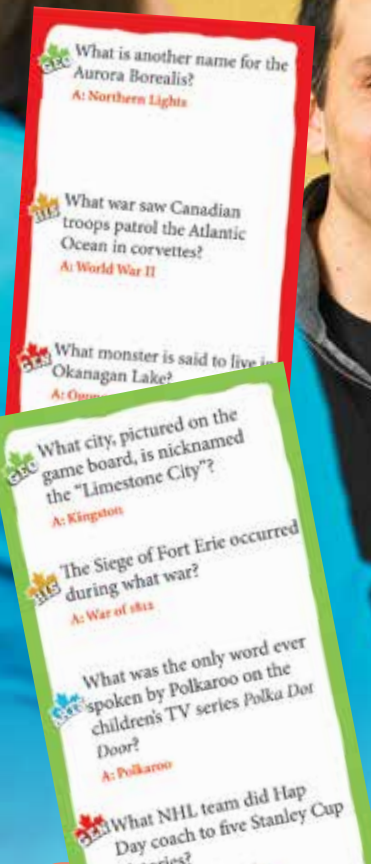 GEO
What is another name for the
Aurora Borealis?
A: Northern Lights
HIS
What war saw Canadian
troops patrol the Atlantic
Ocean in corvettes?
A: World War II
GEN
What monster is said to live in
Okanagan Lake?
A:
GEO
What city, pictured on the
game board, is nicknamed
the “Limestone City”?
A: Kingston
HIS
The Siege of Fort Erie occurred
during what war?
A: War of 1812
What was the only word ever
spoken by Polkaroo on the
children's TV series Polka Dot
Door?
A: Polkaroo
GEN
What NHL team did Hap
Day coach to five Stanley Cup